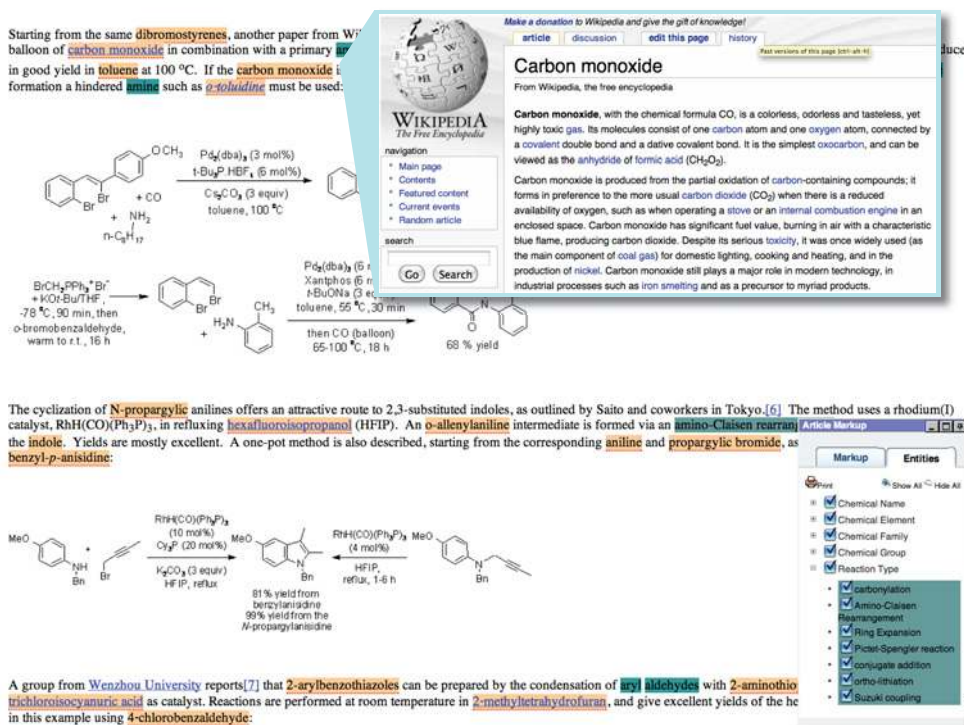 Starting from the same dibromostyrenes, another paper from
balloon of carbon monoxide in combination with a primary
in good yield in toluene at 100 °C. If the carbon monoxide
formation a hindered amine such as o-toluidine must be used:
Make a donation to Wikipedia and give the gift of knowledge!
article discussion edit this page history
Past versions of this page [ctrl-alt-h]
Carbon monoxide
From Wikipedia, the free encyclopedia
Carbon monoxide, with the chemical formula CO, is a colorless, odorless and tasteless, yet
highly toxic gas. Its molecules consist of one carbon atom and one oxygen atom, connected by
a covalent double bond and a dative covalent bond. It is the simplest oxocarbon, and can be
viewed as the anhydride of formic acid (CH₂O₂).
Carbon monoxide is produced from the partial oxidation of carbon-containing compounds; it
forms in preference to the more usual carbon dioxide (CO₂) when there is a reduced
availability of oxygen, such as when operating a stove or an internal combustion engine in an
enclosed space. Carbon monoxide has significant fuel value, burning in air with a characteristic
blue flame, producing carbon dioxide. Despite its serious toxicity, it was once widely used (as
the main component of coal gas) for domestic lighting, cooking and heating, and in the
production of nickel. Carbon monoxide still plays a major role in modern technology, in
industrial processes such as iron smelting and as a precursor to myriad products.
WIKIPEDIA
The Free Encyclopedia
navigation
Main page
Contents
Featured content
Current events
Random article
search
Go Search
OCH₃
Br
Br
+ CO
+ NH₂
n-C₈H₁₇
Pd₂(dba)₃ (3 mol%)
t-Bu₃P.HBF₄ (6 mol%)
Cs₂CO₃ (3 equiv)
toluene, 100 °C
BrCH₂PPh₃⁺Br⁻
+ KOt-Bu/THF,
-78 °C, 90 min, then
o-bromobenzaldehyde,
warm to r.t., 16 h
Br
Br
+
H₂N
CH₃
Pd₂(dba)₃
Xantphos
t-BuONa
toluene, 55 °C, 30 min
then CO (balloon)
65-100 °C, 18 h
N
O
68 % yield
The cyclization of N-propargylic anilines offers an attractive route to 2,3-substituted indoles, as outlined by Saito and coworkers in Tokyo.[6] The method uses a rhodium(I)
catalyst, RhH(CO)(Ph₃P)₃, in refluxing hexafluoroisopropanol (HFIP). An o-allenylaniline intermediate is formed via an amino-Claisen
the indole. Yields are mostly excellent. A one-pot method is also described, starting from the corresponding aniline and propargylic bromide, as
benzyl-p-anisidine:
MeO
NH
Bn
+
Br
RhH(CO)(Ph₃P)₃
(10 mol%)
Cy₃P (20 mol%)
K₂CO₃ (3 equiv)
HFIP, reflux
MeO
N
Bn
81% yield from
benzylanisidine
99% yield from the
N-propargylanisidine
RhH(CO)(Ph₃P)₃
(4 mol%)
HFIP,
reflux, 1-6 h
MeO
N
Bn
Article Markup
Markup Entities
Print Show All Hide All
Chemical Name
Chemical Element
Chemical Family
Chemical Group
Reaction Type
carbonylation
Amino-Claisen
Rearrangement
Ring Expansion
Pictet-Spengler reaction
conjugate addition
ortho-lithiation
Suzuki coupling
A group from Wenzhou University reports[7] that 2-arylbenzothiazoles can be prepared by the condensation of aryl aldehydes with
trichloroisocyanuric acid as catalyst. Reactions are performed at room temperature in 2-methyltetrahydrofuran, and give excellent yields of the
in this example using 4-chlorobenzaldehyde: